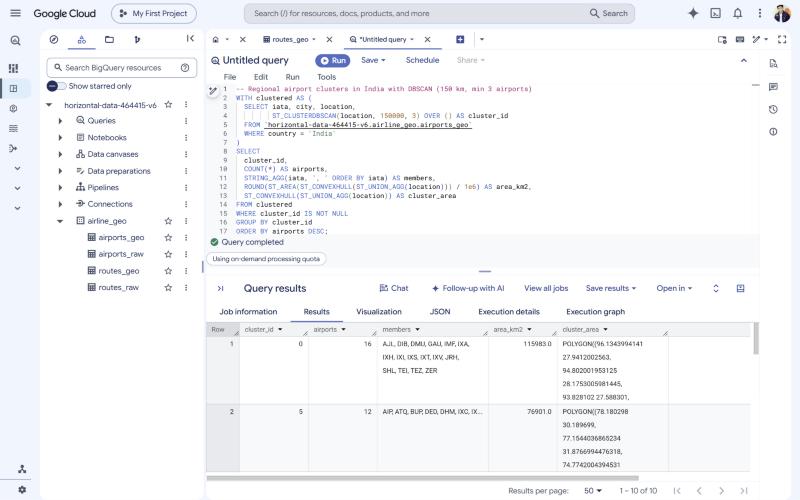 Google Cloud
My First Project
Search (/) for resources, docs, products, and more
Search
Search BigQuery resources
Show starred only
horizontal-data-464415-v6
Queries
Notebooks
Data canvases
Data preparations
Pipelines
Connections
airline_geo
airports_geo
airports_raw
routes_geo
routes_raw
routes_geo
*Untitled query
Untitled query
Run
Save
Schedule
Share
File Edit Run Tools
1 -- Regional airport clusters in India with DBSCAN (150 km, min 3 airports)
2 WITH clustered AS (
3 SELECT iata, city, location,
4 ST_CLUSTERDBSCAN(location, 150000, 3) OVER () AS cluster_id
5 FROM `horizontal-data-464415-v6.airline_geo.airports_geo`
6 WHERE country = 'India'
7 )
8 SELECT
9 cluster_id,
10 COUNT(*) AS airports,
11 STRING_AGG(iata, ', ' ORDER BY iata) AS members,
12 ROUND(ST_AREA(ST_CONVEXHULL(ST_UNION_AGG(location))) / 1e6) AS area_km2,
13 ST_CONVEXHULL(ST_UNION_AGG(location)) AS cluster_area
14 FROM clustered
15 WHERE cluster_id IS NOT NULL
16 GROUP BY cluster_id
17 ORDER BY airports DESC;
Query completed
Using on-demand processing quota
Query results
Chat
Follow-up with AI
View all jobs
Save results
Open in
Job information Results Visualization JSON Execution details Execution graph
Row cluster_id airports members area_km2 cluster_area
1 0 16 AJL, DIB, DMU, GAU, IMF, IXA, 115983.0 POLYGON((96.1343994141
27.9412002563,
IXH, IXI, IXS, IXT, IXV, JRH,
94.802001953125
SHL, TEI, TEZ, ZER
28.1753005981445,
93.828102 27.588301,
2 5 12 AIP, ATQ, BUP, DED, DHM, IXC, IX... 76901.0 POLYGON((78.180298
30.189699,
77.1544036865234
31.8766994476318,
74.7742004394531
Results per page: 50 1 – 10 of 10